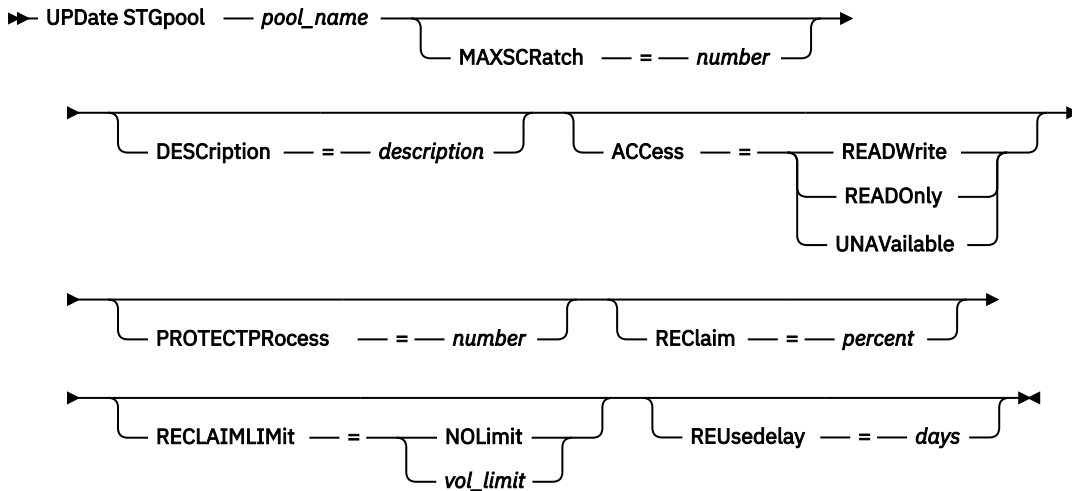 UPDate STGpool pool_name
MAXSCRatch = number
DESCription = description ACCess = READWrite
READOnly
UNAVailable
PROTECTPRocess = number REClaim = percent
RECLAIMLIMit = NOLimit REUsedelay = days
vol_limit